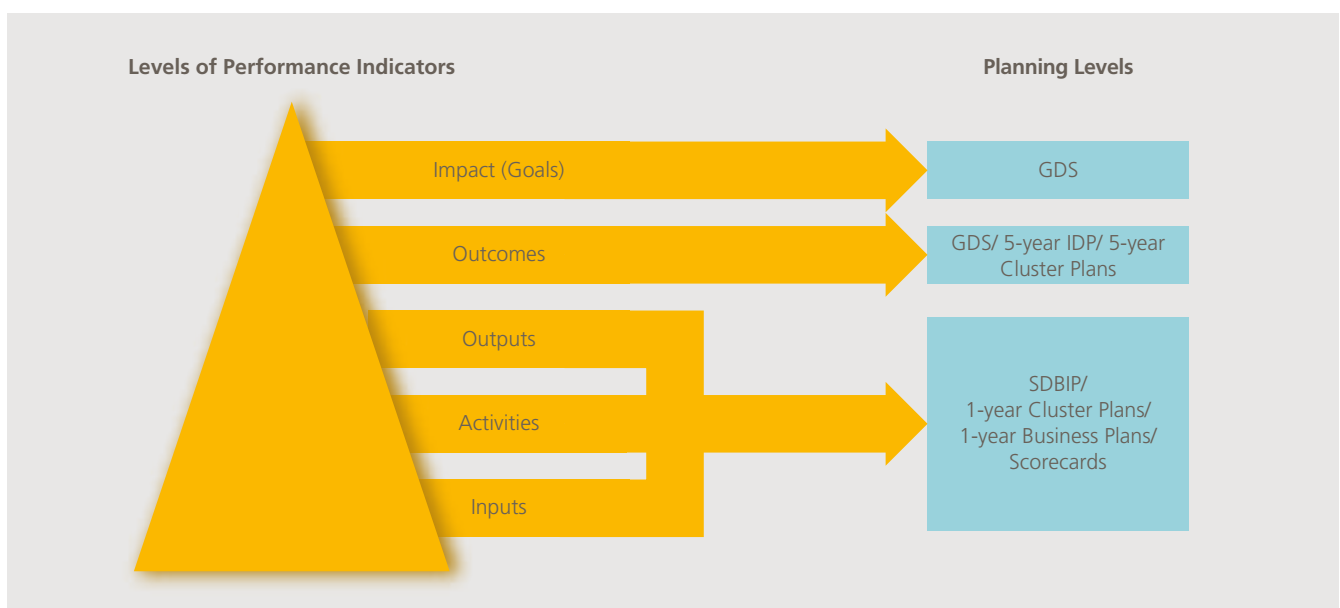 Levels of Performance Indicators
Planning Levels
Impact (Goals)
GDS
Outcomes
GDS/ 5-year IDP/ 5-year
Cluster Plans
Outputs
Activities
Inputs
SDBIP/
1-year Cluster Plans/
1-year Business Plans/
Scorecards